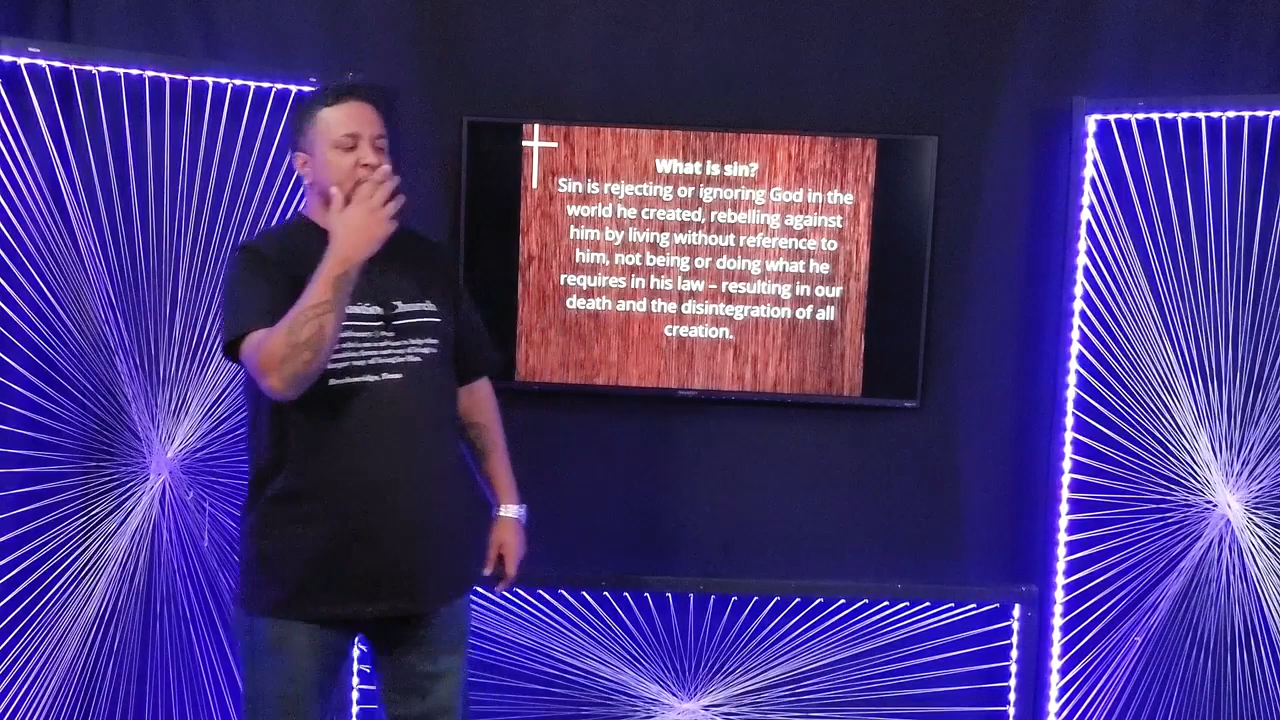 What is sin?
Sin is rejecting or ignoring God in the
world he created, rebelling against
him by living without reference to
him, not being or doing what he
requires in his law – resulting in our
death and the disintegration of all
creation.
Church